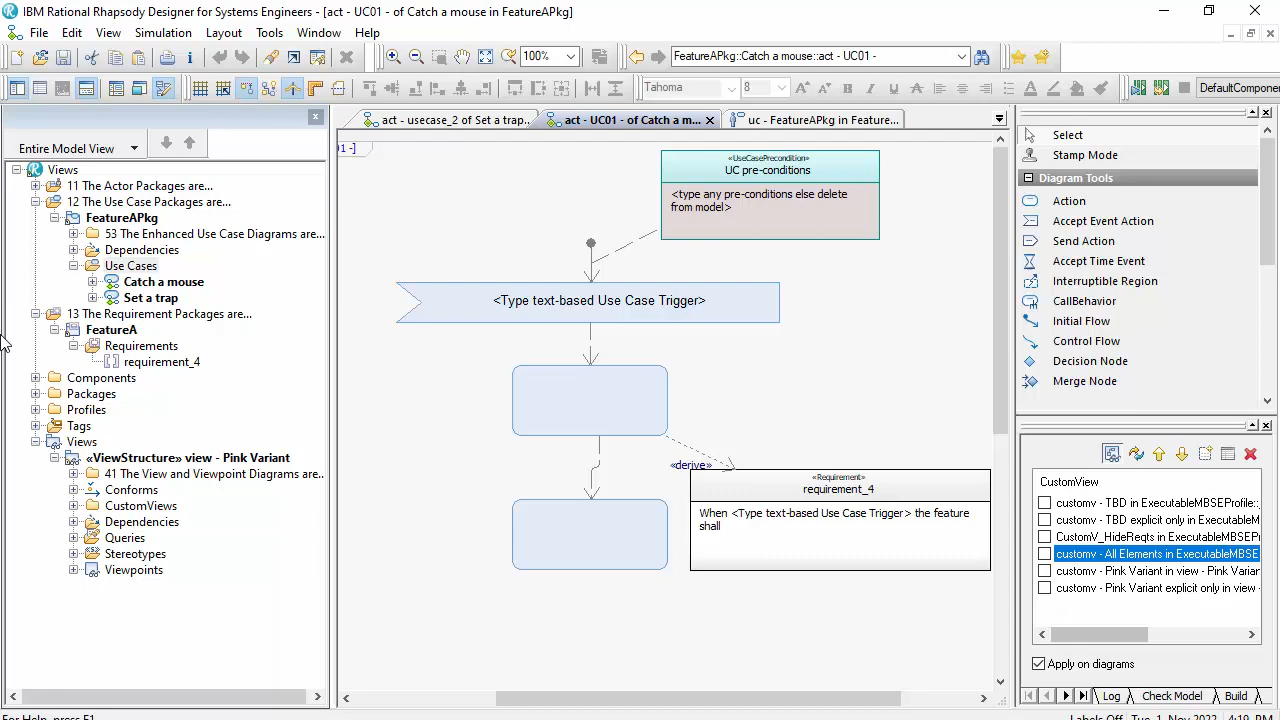 IBM Rational Rhapsody Designer for Systems Engineers - [act - UC01 - of Catch a mouse in FeatureAPkg]
File Edit View Simulation Layout Tools Window Help
100%
FeatureAPkg::Catch a mouse::act - UC01 -
Tahoma 8
DefaultComponen
act - usecase_2 of Set a trap...
act - UC01 - of Catch a m...
uc - FeatureAPkg in Feature...
Entire Model View
Views
11 The Actor Packages are...
12 The Use Case Packages are...
FeatureAPkg
53 The Enhanced Use Case Diagrams are...
Dependencies
Use Cases
Catch a mouse
Set a trap
13 The Requirement Packages are...
FeatureA
Requirements
requirement_4
Components
Packages
Profiles
Tags
Views
«ViewStructure» view - Pink Variant
41 The View and Viewpoint Diagrams are...
Conforms
CustomViews
Dependencies
Queries
Stereotypes
Viewpoints
01 -]
«UseCasePrecondition»
UC pre-conditions
<type any pre-conditions else delete
from model>
<Type text-based Use Case Trigger>
«derive»
«Requirement»
requirement_4
When <Type text-based Use Case Trigger> the feature
shall
Select
Stamp Mode
Diagram Tools
Action
Accept Event Action
Send Action
Accept Time Event
Interruptible Region
CallBehavior
Initial Flow
Control Flow
Decision Node
Merge Node
CustomView
customv - TBD in ExecutableMBSEProfile::
customv - TBD explicit only in ExecutableM
CustomV_HideReqts in ExecutableMBSEPr
customv - All Elements in ExecutableMBSE
customv - Pink Variant in view - Pink Varian
customv - Pink Variant explicit only in view -
Apply on diagrams
Log Check Model Build
For Help, press F1
Labels Off Tue, 1, Nov 2022 4:19 PM